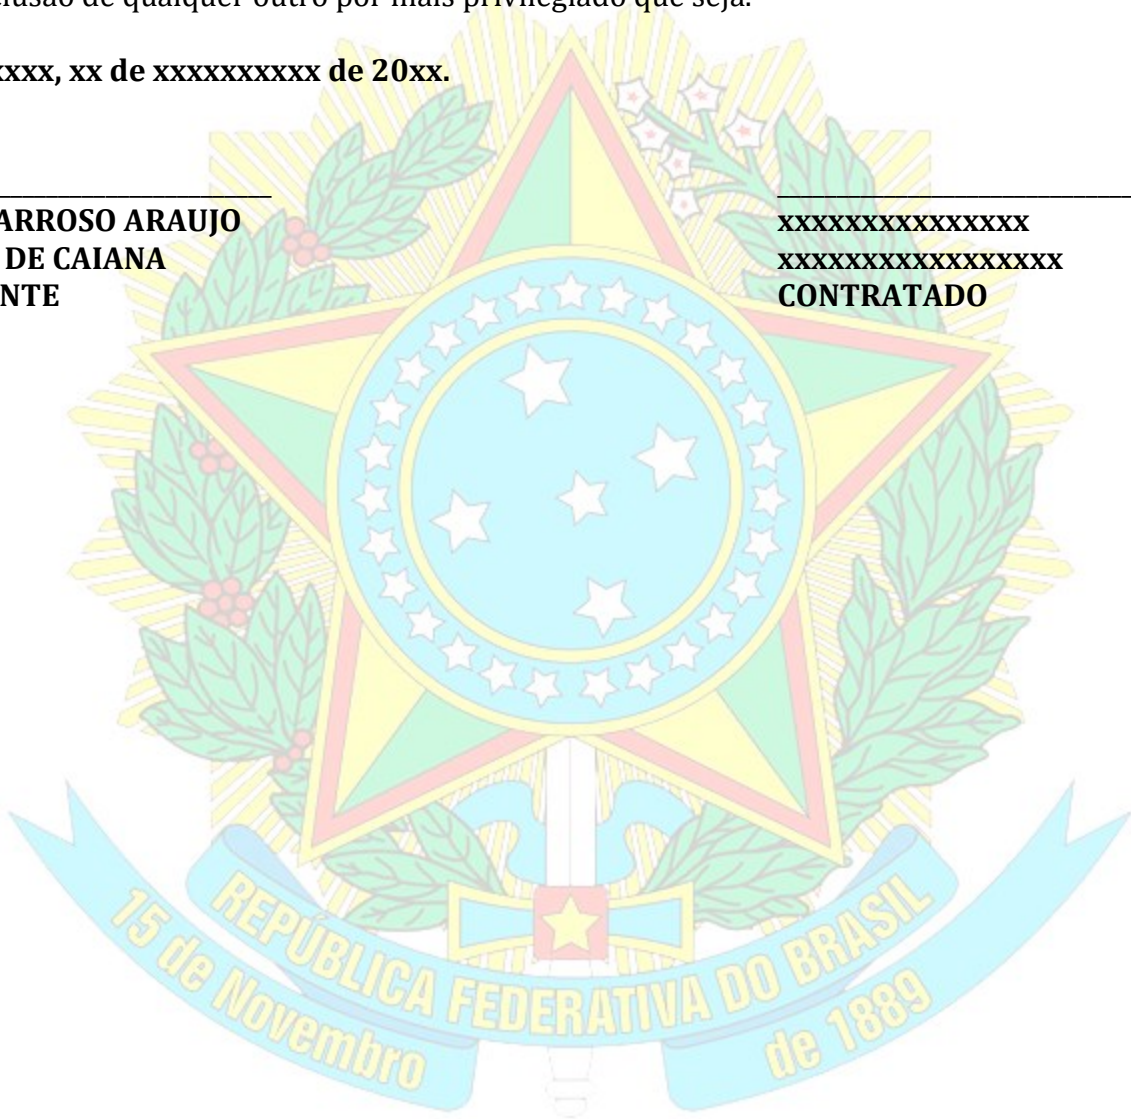 clusão de qualquer outro por mais privilegiado que seja.
xxxx, xx de xxxxxxxxxx de 20xx.
ARROSO ARAUJO
DE CAIANA
NTE
xxxxxxxxxxxxxxx
xxxxxxxxxxxxxxxxx
CONTRATADO
REPÚBLICA FEDERATIVA DO BRASIL
15 de Novembro
de 1889